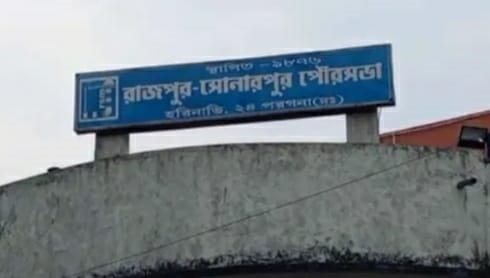 স্থাপিত - ১৮৭৬
রাজপুর-সোনারপুর পৌরসভা
হরিনাভি, ২৪ পরগনা (দঃ)